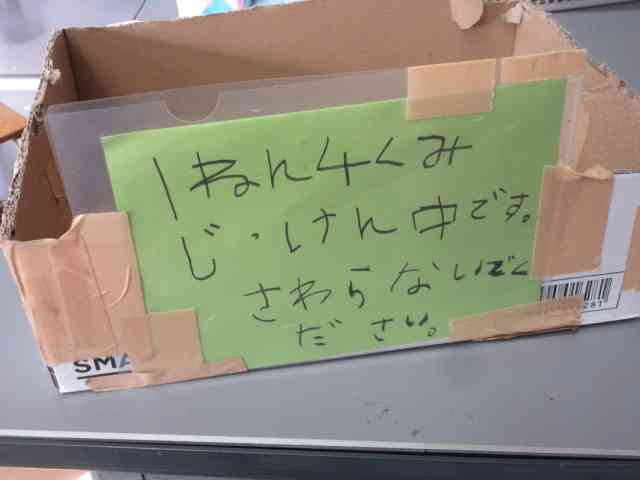 1ねん4くみ
じっけん中です。
さわらないでく
ださい。
SMA